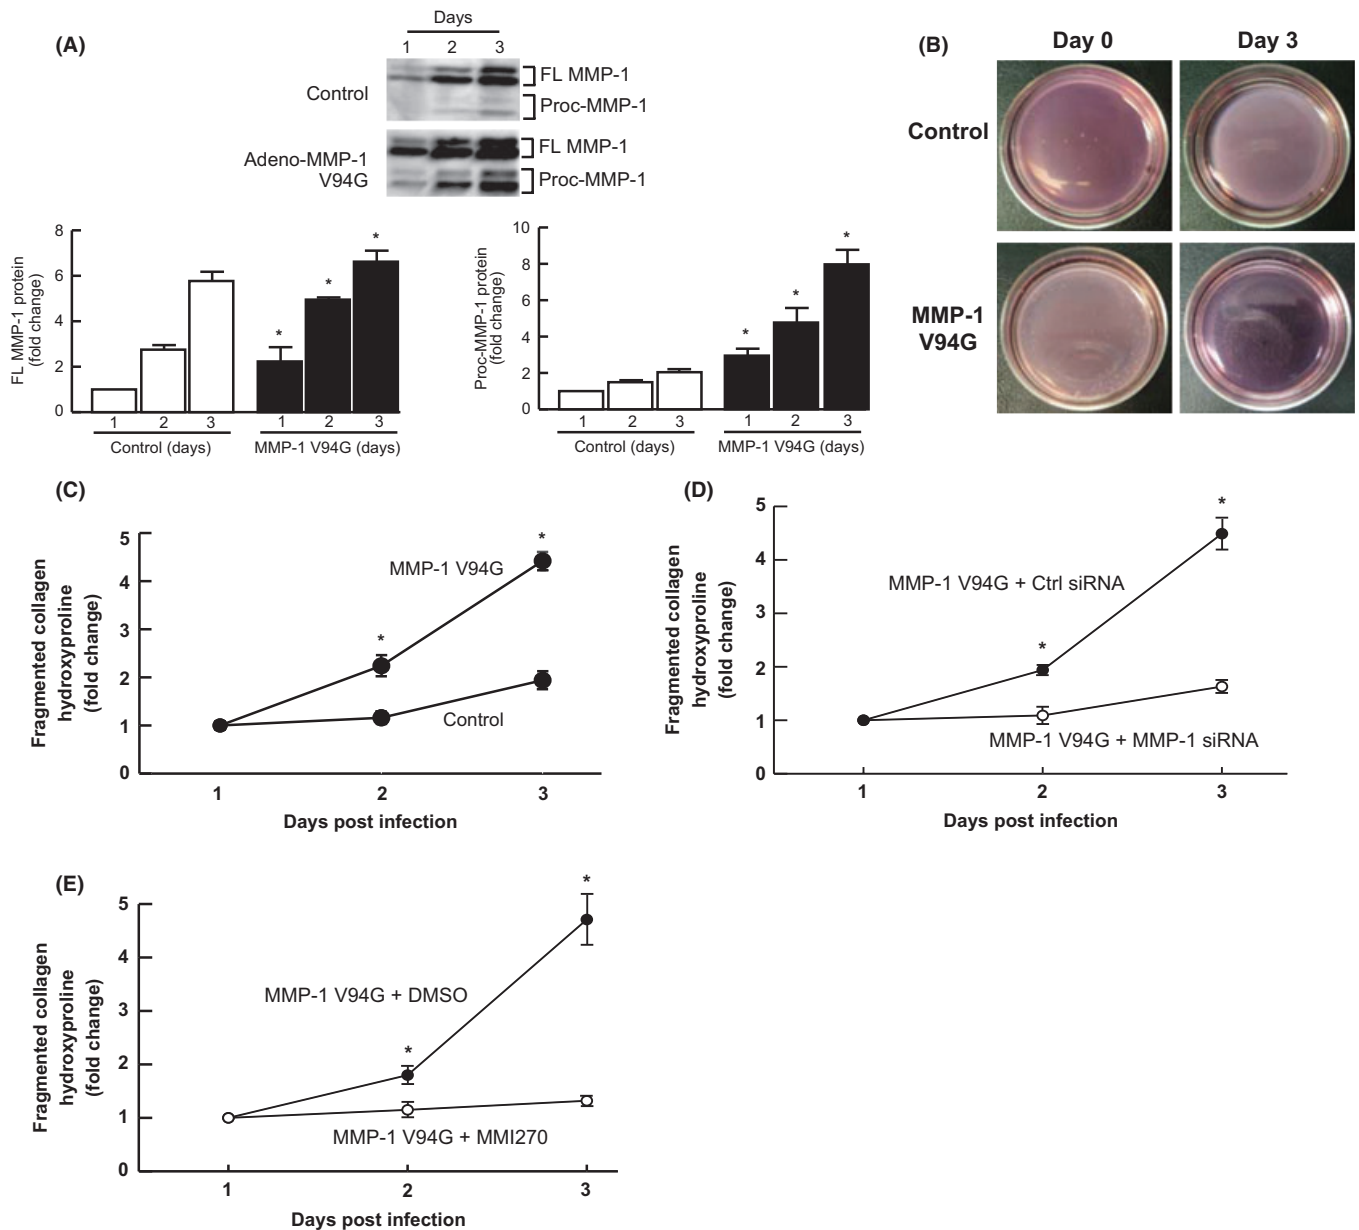 (A)
Days
1 2 3
Control
FL MMP-1
Proc-MMP-1
Adeno-MMP-1
V94G
FL MMP-1
Proc-MMP-1
FL MMP-1 protein
(fold change)
8
6
4
2
0
*
*
*
1 2 3 1 2 3
Control (days) MMP-1 V94G (days)
Proc-MMP-1 protein
(fold change)
10
8
6
4
2
0
*
*
*
1 2 3 1 2 3
Control (days) MMP-1 V94G (days)
(B)
Day 0 Day 3
Control
MMP-1
V94G
(C)
Fragmented collagen
hydroxyproline
(fold change)
5
4
3
2
1
0
MMP-1 V94G
*
*
Control
1 2 3
Days post infection
(D)
Fragmented collagen
hydroxyproline
(fold change)
5
4
3
2
1
0
*
MMP-1 V94G + Ctrl siRNA
*
MMP-1 V94G + MMP-1 siRNA
1 2 3
Days post infection
(E)
Fragmented collagen
hydroxyproline
(fold change)
5
4
3
2
1
0
*
MMP-1 V94G + DMSO
*
MMP-1 V94G + MMI270
1 2 3
Days post infection